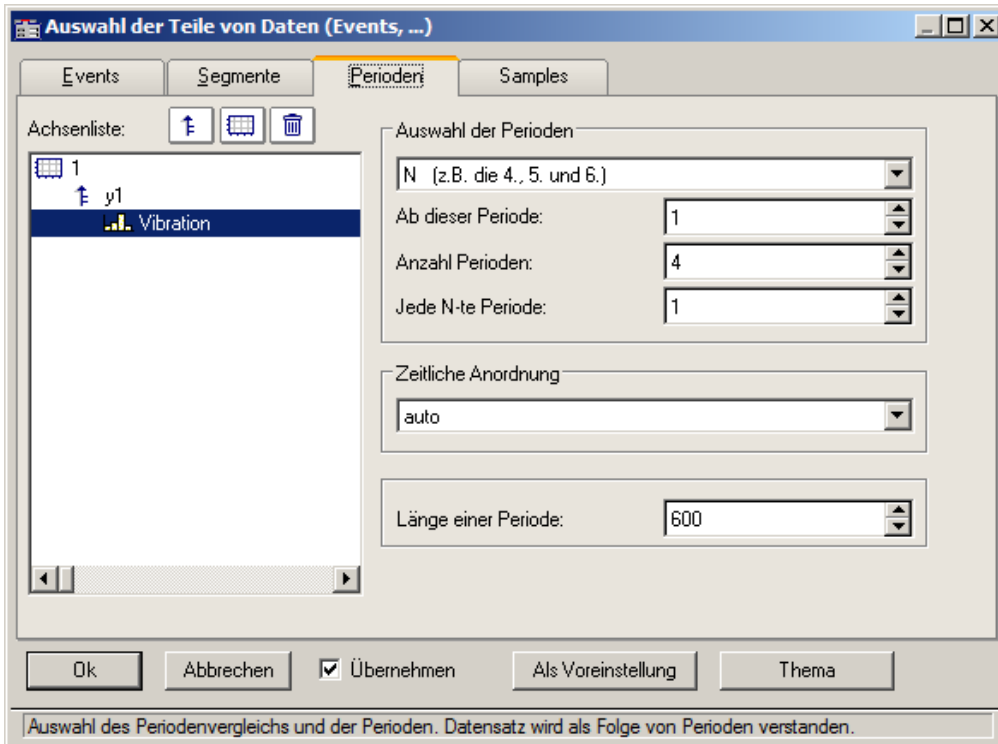 Auswahl der Teile von Daten (Events, ...)
Events
Segmente
Perioden
Samples
Achsenliste:
1
y1
Vibration
Auswahl der Perioden
N (z.B. die 4., 5. und 6.)
Ab dieser Periode:
1
Anzahl Perioden:
4
Jede N-te Periode:
1
Zeitliche Anordnung
auto
Länge einer Periode:
600
Ok
Abbrechen
Übernehmen
Als Voreinstellung
Thema
Auswahl des Periodenvergleichs und der Perioden. Datensatz wird als Folge von Perioden verstanden.